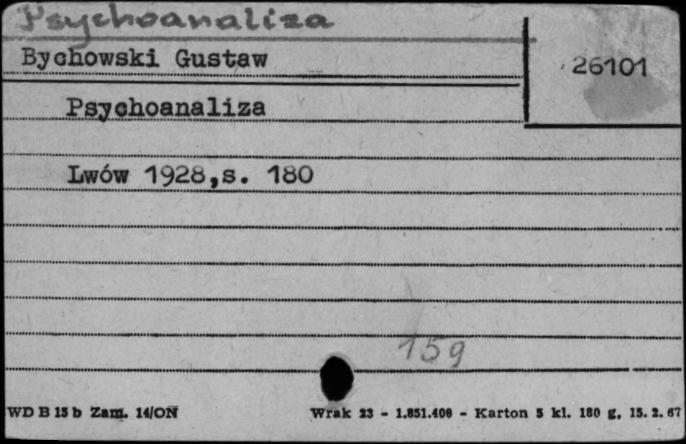 Psychoanaliza
Bychowski Gustaw
26101
Psychoanaliza
Lwów 1928,s. 180
159
WD B 15 b Zam. 14/ON
Wrak 23 - 1.851.400 - Karton 5 kl. 180 g, 15. 2. 67